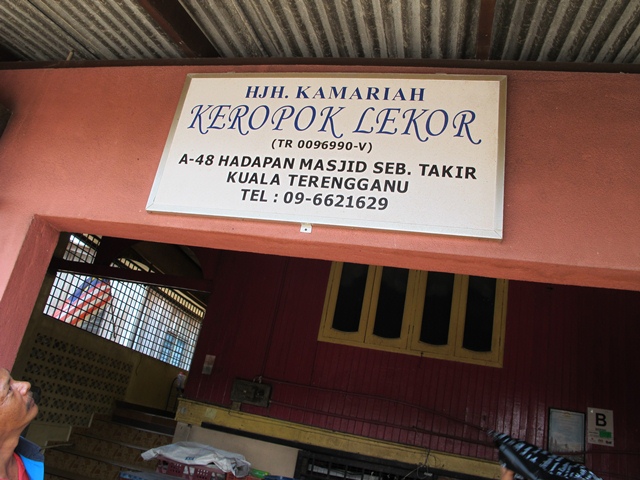 HJH. KAMARIAH
KEROPOK LEKOR
(TR 0096990-V)
A-48 HADAPAN MASJID SEB. TAKIR
KUALA TERENGGANU
TEL : 09-6621629
B